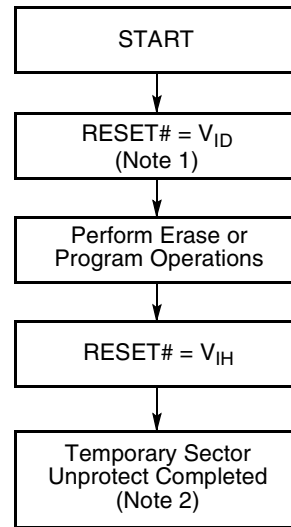 START
RESET# = VID
(Note 1)
Perform Erase or
Program Operations
RESET# = VIH
Temporary Sector
Unprotect Completed
(Note 2)